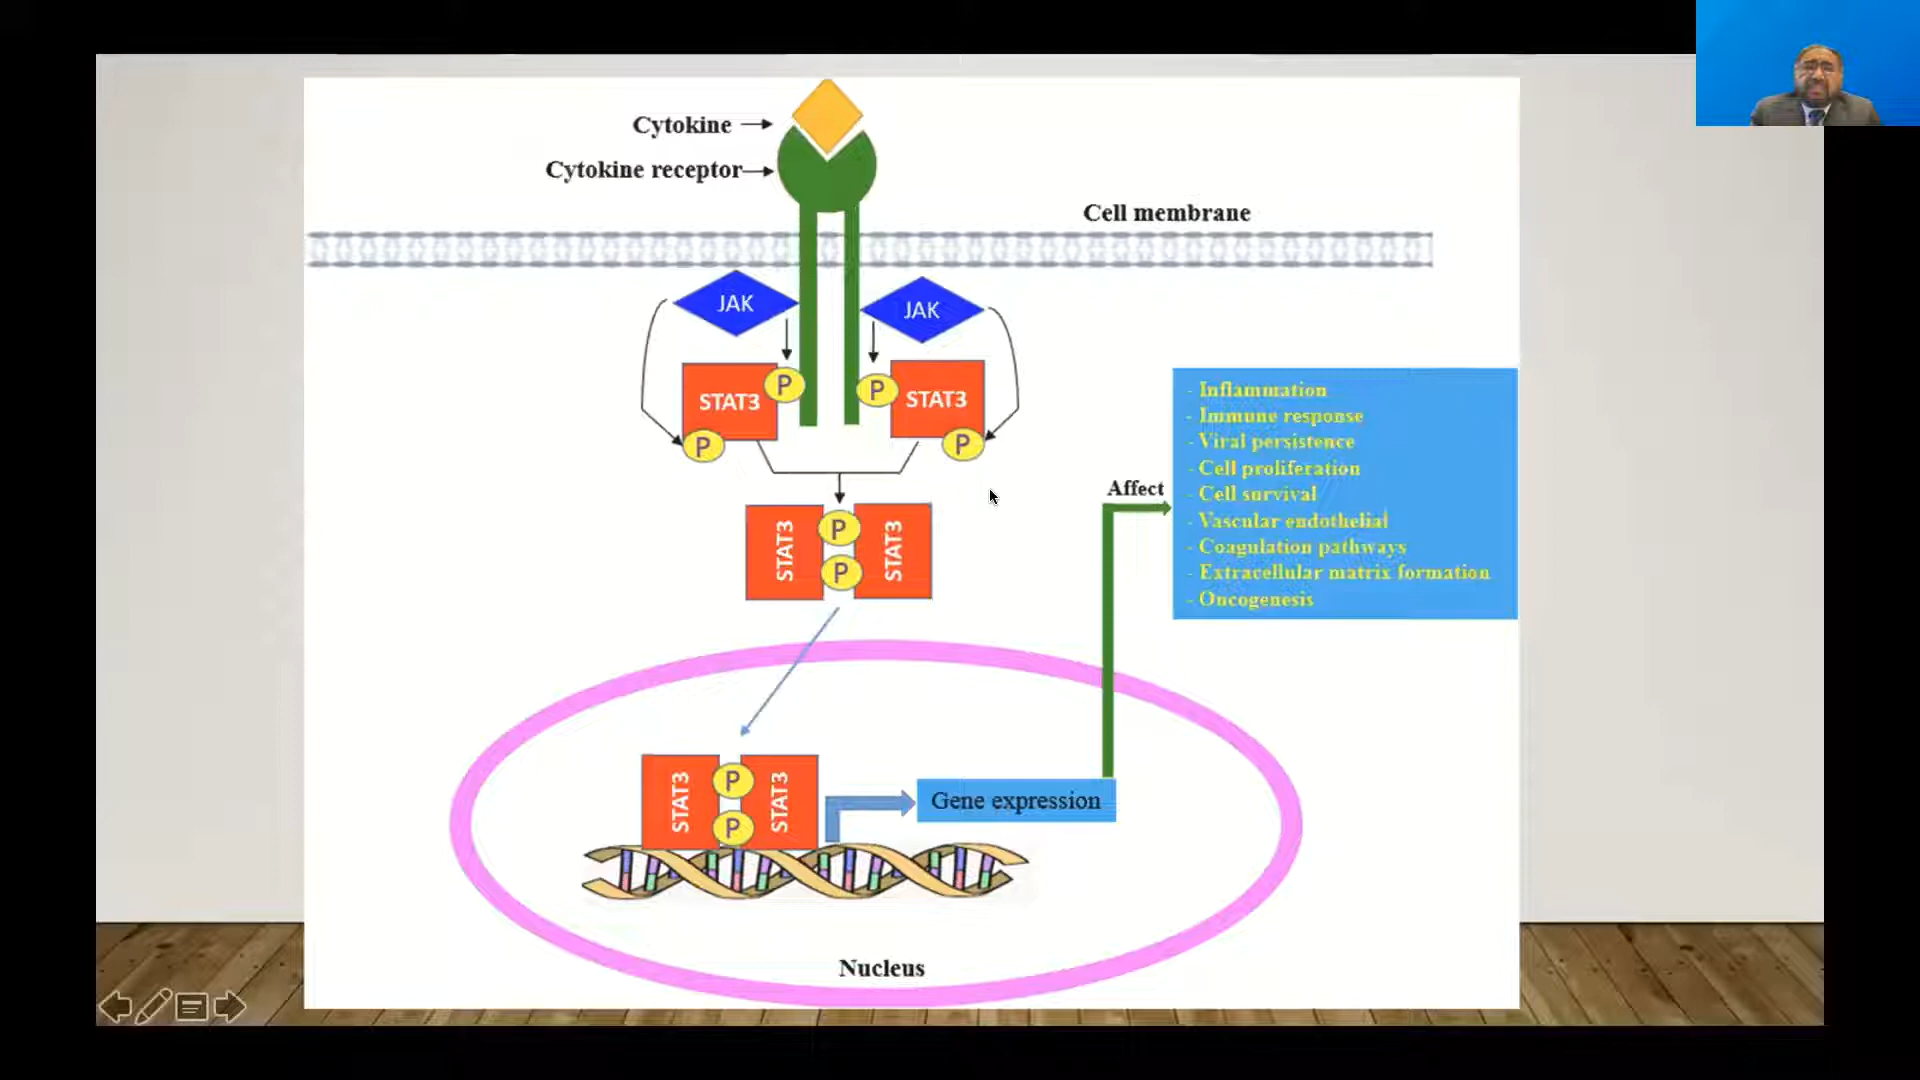 Cytokine
Cytokine receptor
Cell membrane
JAK
JAK
STAT3
P
P
STAT3
P
P
STAT3
P
P
STAT3
Affect
- Inflammation
- Immune response
- Viral persistence
- Cell proliferation
- Cell survival
- Vascular endothelial
- Coagulation pathways
- Extracellular matrix formation
- Oncogenesis
STAT3
P
P
STAT3
Gene expression
Nucleus